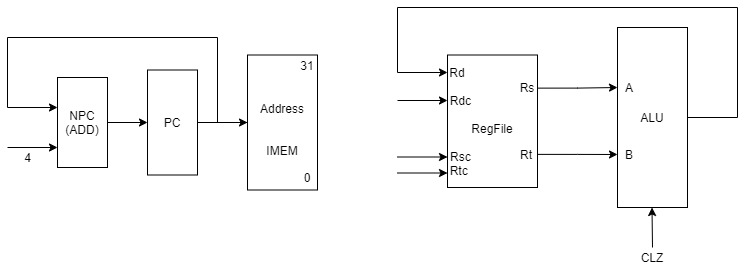 NPC
(ADD)
4
PC
31
Address
IMEM
0
Rd
Rdc
RegFile
Rsc
Rtc
Rs
Rt
A
ALU
B
CLZ